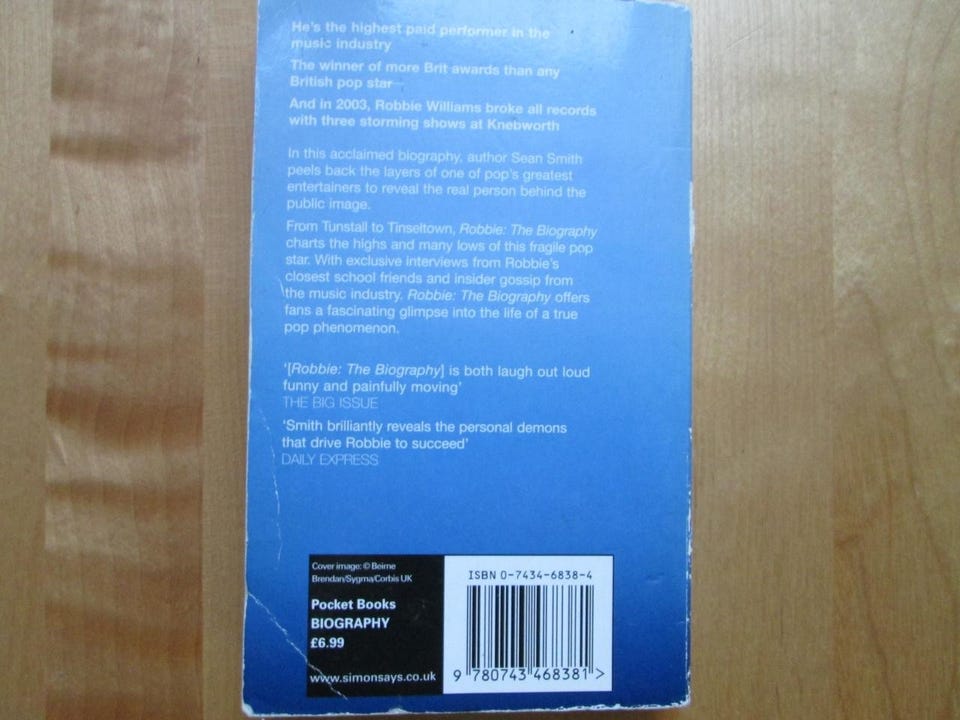 He's the highest paid performer in the
music industry
The winner of more Brit awards than any
British pop star
And in 2003, Robbie Williams broke all records
with three storming shows at Knebworth
In this acclaimed biography, author Sean Smith
peels back the layers of one of pop's greatest
entertainers to reveal the real person behind the
public image.
From Tunstall to Tinseltown, Robbie: The Biography
charts the highs and many lows of this fragile pop
star. With exclusive interviews from Robbie's
closest school friends and insider gossip from
the music industry. Robbie: The Biography offers
fans a fascinating glimpse into the life of a true
pop phenomenon.
'[Robbie: The Biography] is both laugh out loud
funny and painfully moving'
THE BIG ISSUE
'Smith brilliantly reveals the personal demons
that drive Robbie to succeed'
DAILY EXPRESS
Cover image: © Beirne
Brendan/Sygma/Corbis UK
Pocket Books
BIOGRAPHY
£6.99
www.simonsays.co.uk
ISBN 0-7434-6838-4
9 780743 468381 >